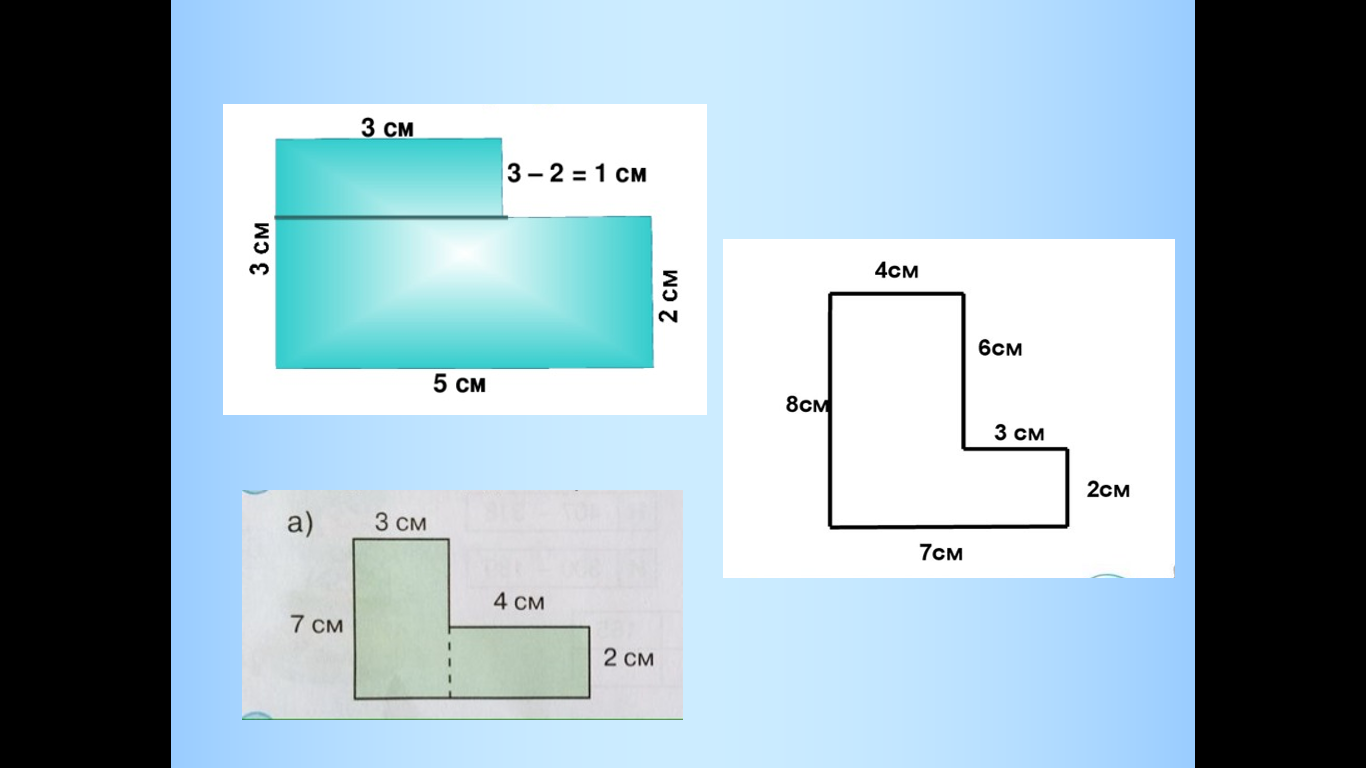 3 см
3 – 2 = 1 см
3 см
2 см
5 см
4см
6см
8см
3 см
2см
7см
а)
3 см
4 см
7 см
2 см